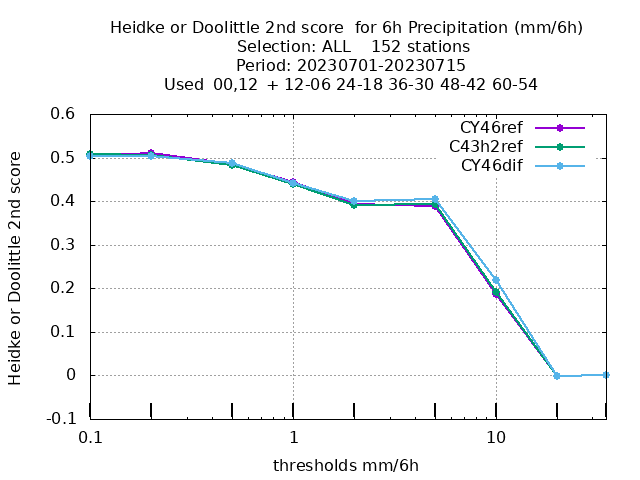 Heidke or Doolittle 2nd score  for 6h Precipitation (mm/6h)
Selection: ALL    152 stations
Period: 20230701-20230715
Used  00,12  + 12-06 24-18 36-30 48-42 60-54
CY46ref
C43h2ref
CY46dif
Heidke or Doolittle 2nd score
0.6
0.5
0.4
0.3
0.2
0.1
0
-0.1
0.1
1
10
thresholds mm/6h